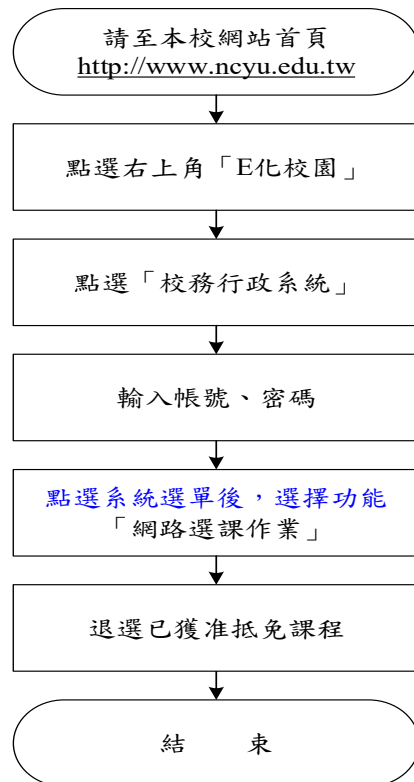 請至本校網站首頁
http://www.ncyu.edu.tw
點選右上角「E化校園」
點選「校務行政系統」
輸入帳號、密碼
點選系統選單後，選擇功能
「網路選課作業」
退選已獲准抵免課程
結 束